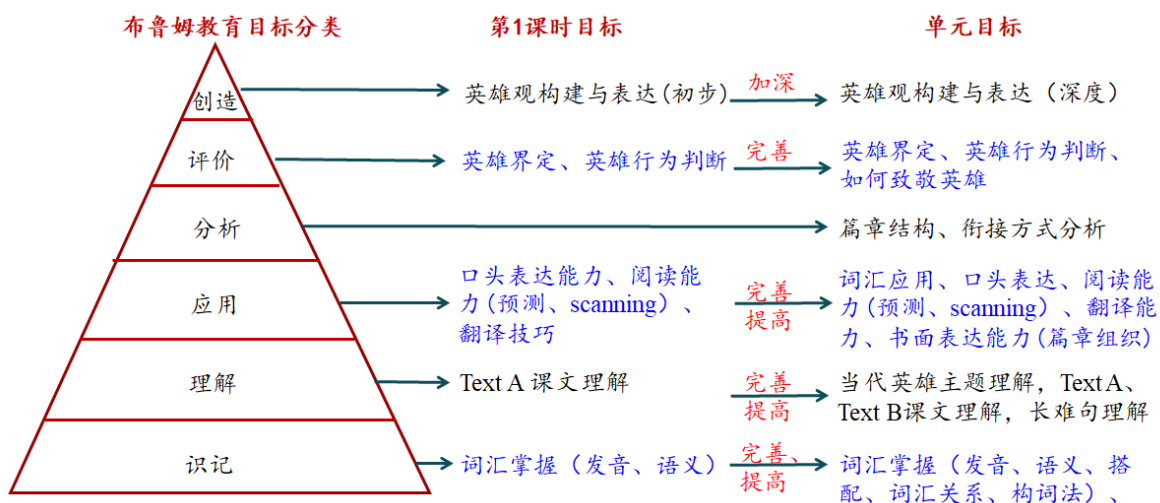 布鲁姆教育目标分类 第1课时目标 单元目标
创造 英雄观构建与表达(初步) 加深 英雄观构建与表达（深度）
评价 英雄界定、英雄行为判断 完善 英雄界定、英雄行为判断、
如何致敬英雄
分析 篇章结构、衔接方式分析
应用
口头表达能力、阅读能
力(预测、scanning）、
翻译技巧
完善
提高
词汇应用、口头表达、阅读能
力(预测、scanning）、翻译能
力、书面表达能力(篇章组织)
理解 Text A 课文理解
完善
提高
当代英雄主题理解，Text A、
Text B课文理解，长难句理解
识记 词汇掌握（发音、语义）
完善、
提高
词汇掌握（发音、语义、搭
配、词汇关系、构词法）、